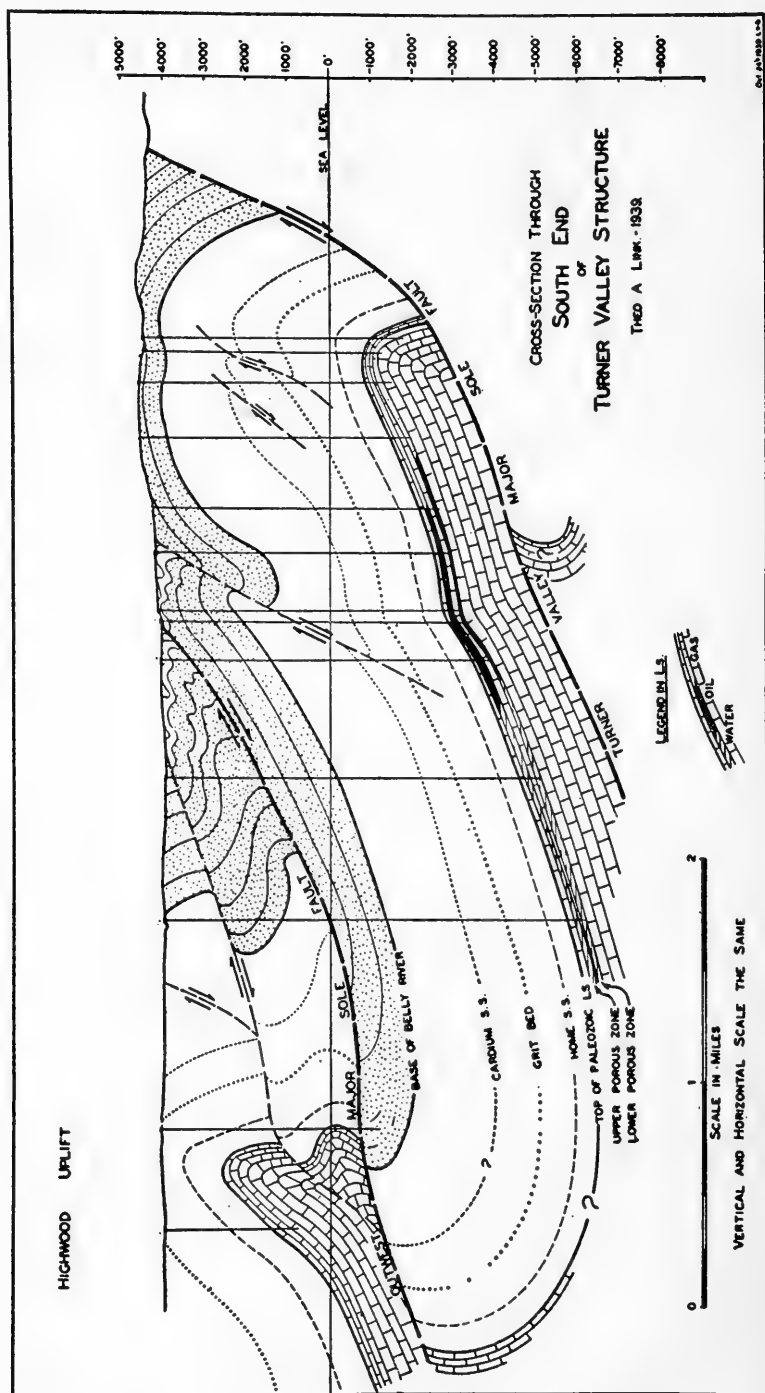 HIGHWOOD UPLIFT
5000'
4000'
3000'
2000'
1000'
0'
-1000'
-2000'
-3000'
-4000'
-5000'
-6000'
-7000'
-8000'
SEA LEVEL
CROSS-SECTION THROUGH
SOUTH END
OF
TURNER VALLEY STRUCTURE
THEO A LINK.-1939.
OUTWEST MAJOR SOLE FAULT
BASE OF BELLY RIVER
CARDIUM S.S.
?
GRIT BED
HOME S.S.
TOP OF PALEOZOIC LS
?
UPPER POROUS ZONE
LOWER POROUS ZONE
TURNER VALLEY MAJOR SOLE FAULT
?
LEGEND IN LS.
GAS
OIL
WATER
0 1 2
SCALE IN MILES
VERTICAL AND HORIZONTAL SCALE THE SAME